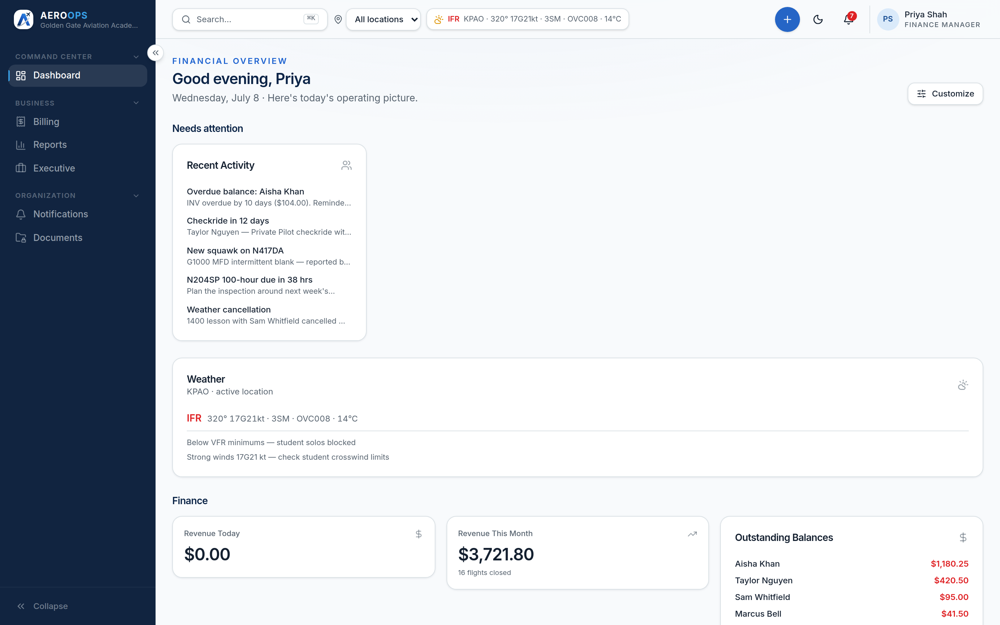 AEROOPS
Golden Gate Aviation Acade...
COMMAND CENTER
Dashboard
BUSINESS
Billing
Reports
Executive
ORGANIZATION
Notifications
Documents
Collapse
Search...
⌘K
All locations
IFR KPAO · 320° 17G21kt · 3SM · OVC008 · 14°C
7
PS
Priya Shah
FINANCE MANAGER
FINANCIAL OVERVIEW
Good evening, Priya
Wednesday, July 8 · Here's today's operating picture.
Customize
Needs attention
Recent Activity
Overdue balance: Aisha Khan
INV overdue by 10 days ($104.00). Reminde...
Checkride in 12 days
Taylor Nguyen — Private Pilot checkride wit...
New squawk on N417DA
G1000 MFD intermittent blank — reported b...
N204SP 100-hour due in 38 hrs
Plan the inspection around next week's...
Weather cancellation
1400 lesson with Sam Whitfield cancelled ...
Weather
KPAO · active location
IFR 320° 17G21kt · 3SM · OVC008 · 14°C
Below VFR minimums — student solos blocked
Strong winds 17G21 kt — check student crosswind limits
Finance
Revenue Today
$
$0.00
Revenue This Month
$3,721.80
16 flights closed
Outstanding Balances
$
Aisha Khan $1,180.25
Taylor Nguyen $420.50
Sam Whitfield $95.00
Marcus Bell $41.50